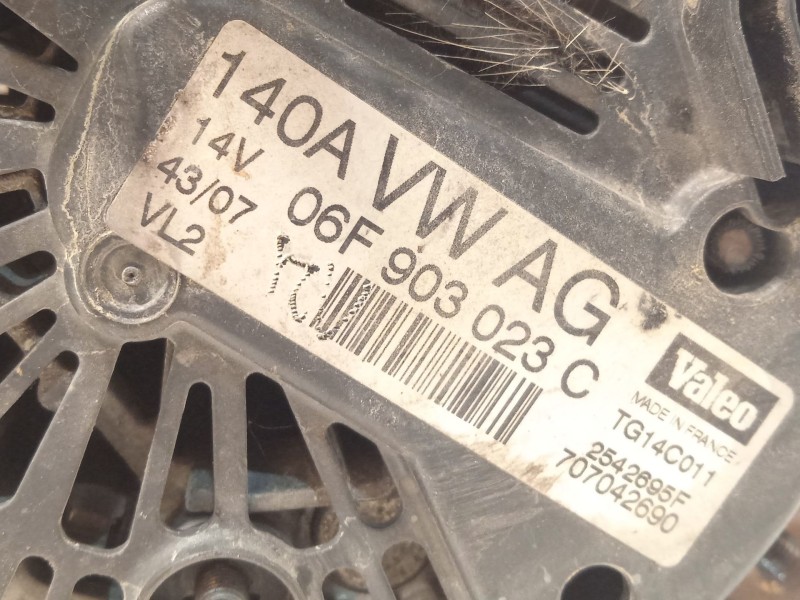 140A VW AG
14V 06F 903 023 C
43/07
VL2
Valeo
MADE IN FRANCE
TG14C011
2542695F
707042690